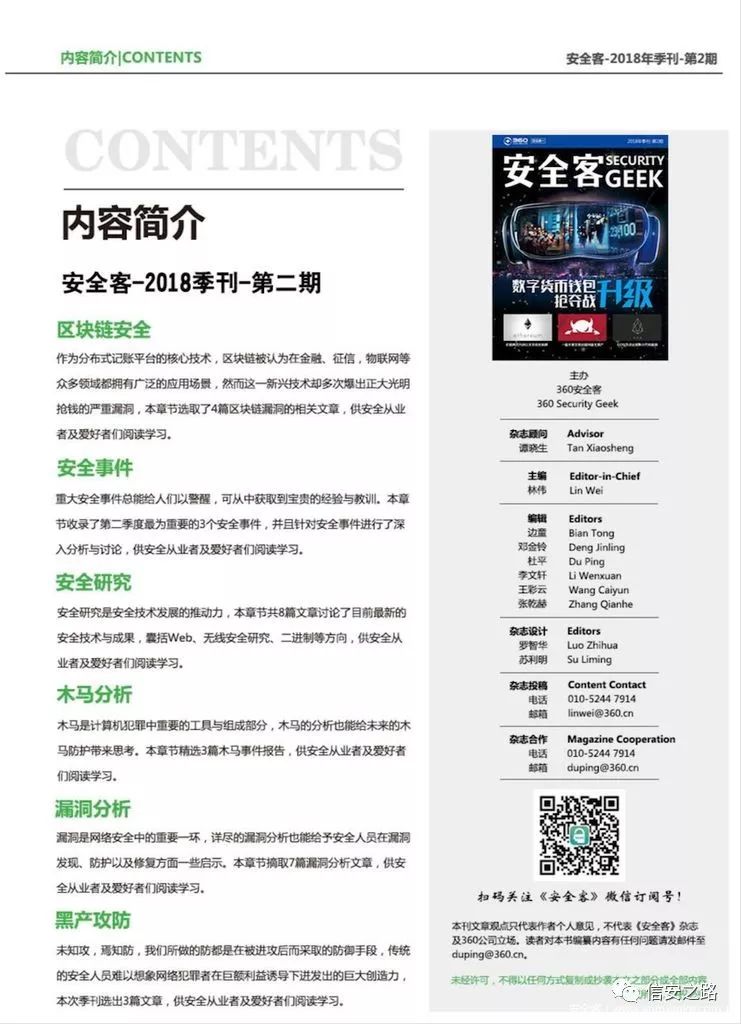 内容简介|CONTENTS
安全客-2018年季刊-第2期
CONTENTS
内容简介
安全客-2018季刊-第二期
区块链安全
作为分布式记账平台的核心技术，区块链被认为在金融、征信，物联网等
众多领域都拥有广泛的应用场景，然而这一新兴技术却多次爆出正大光明
抢钱的严重漏洞，本章节选取了4篇区块链漏洞的相关文章，供安全从业
者及爱好者们阅读学习。
安全事件
重大安全事件总能给人们以警醒，可从中获取到宝贵的经验与教训。本章
节收录了第二季度最为重要的3个安全事件，并且针对安全事件进行了深
入分析与讨论，供安全从业者及爱好者们阅读学习。
安全研究
安全研究是安全技术发展的推动力，本章节共8篇文章讨论了目前最新的
安全技术与成果，囊括Web、无线安全研究、二进制等方向，供安全从
业者及爱好者们阅读学习。
木马分析
木马是计算机犯罪中重要的工具与组成部分，木马的分析也能给未来的木
马防护带来思考。本章节精选3篇木马事件报告，供安全从业者及爱好者
们阅读学习。
漏洞分析
漏洞是网络安全中的重要一环，详尽的漏洞分析也能给予安全人员在漏洞
发现、防护以及修复方面一些启示。本章节摘取7篇漏洞分析文章，供安
全从业者及爱好者们阅读学习。
黑产攻防
未知攻，焉知防，我们所做的防都是在被进攻后而采取的防御手段，传统
的安全人员难以想象网络犯罪者在巨额利益诱导下迸发出的巨大创造力，
本次季刊选出3篇文章，供安全从业者及爱好者们阅读学习。
360
2018年季刊-第2期
安全客 SECURITY
GEEK
数字货币钱包
抢夺战 升级
ethereum
主办
360安全客
360 Security Geek
杂志顾问 Advisor
谭晓生 Tan Xiaosheng
主编 Editor-in-Chief
林伟 Lin Wei
编辑 Editors
边童 Bian Tong
邓金铃 Deng Jinling
杜平 Du Ping
李文轩 Li Wenxuan
王彩云 Wang Caiyun
张乾赫 Zhang Qianhe
杂志设计 Editors
罗智华 Luo Zhihua
苏利明 Su Liming
杂志投稿 Content Contact
电话 010-5244 7914
邮箱 linwei@360.cn
杂志合作 Magazine Cooperation
电话 010-5244 7914
邮箱 duping@360.cn
扫码关注《安全客》微信订阅号！
本刊文章观点只代表作者个人意见，不代表《安全客》杂志
及360公司立场。读者对本书编纂内容有任何问题请发邮件至
duping@360.cn。
未经许可，不得以任何方式复制或抄袭本文之部分或全部内容
信安之路